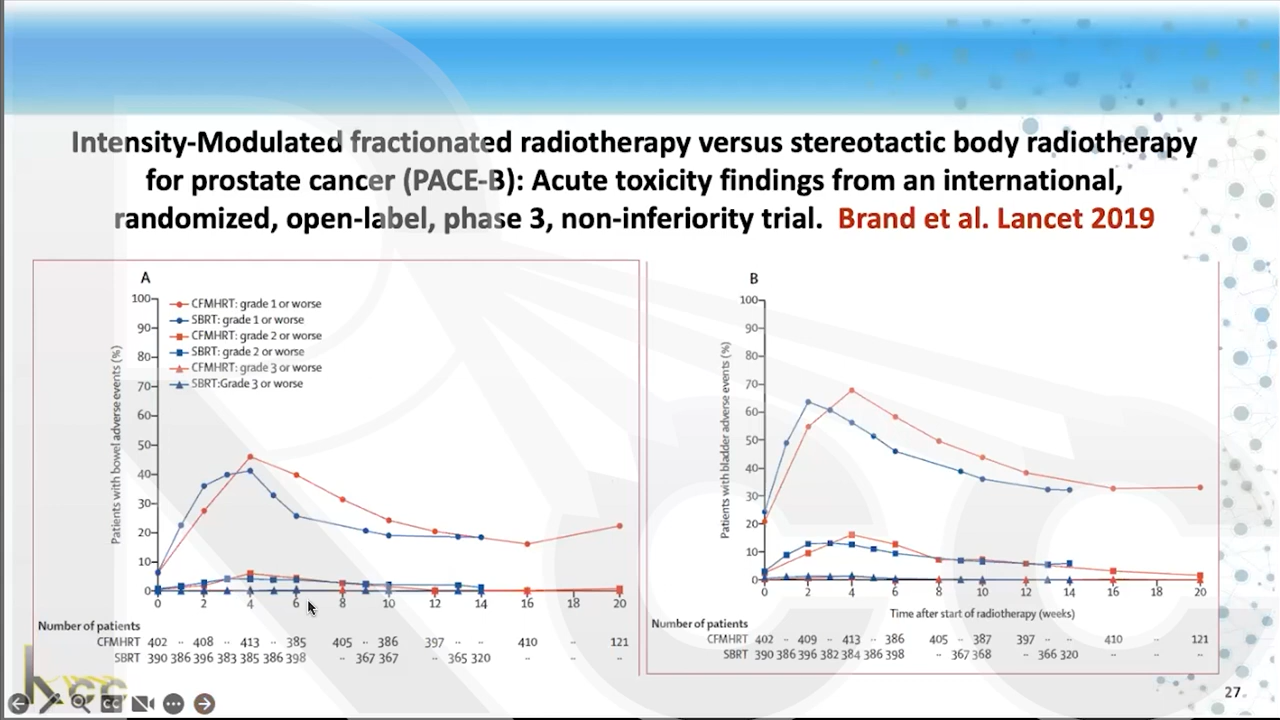 Intensity-Modulated fractionated radiotherapy versus stereotactic body radiotherapy
for prostate cancer (PACE-B): Acute toxicity findings from an international,
randomized, open-label, phase 3, non-inferiority trial. Brand et al. Lancet 2019
A
100
90
80
70
60
50
40
30
20
10
0
Patients with bowel adverse events (%)
CFMHRT: grade 1 or worse
SBRT: grade 1 or worse
CFMHRT: grade 2 or worse
SBRT: grade 2 or worse
CFMHRT: grade 3 or worse
SBRT:Grade 3 or worse
0 2 4 6 8 10 12 14 16 18 20
Number of patients
CFMHRT 402 .. 408 .. 413 .. 385 405 .. 386 397 .. .. 410 .. 121
SBRT 390 386 396 383 385 386 398 .. 367 367 .. 365 320 .. .. ..
B
100
90
80
70
60
50
40
30
20
10
0
Patients with bladder adverse events (%)
0 2 4 6 8 10 12 14 16 18 20
Time after start of radiotherapy (weeks)
Number of patients
CFMHRT 402 .. 409 .. 413 .. 386 405 .. 387 397 .. .. 410 .. 121
SBRT 390 386 396 382 384 386 398 .. 367 368 .. 366 320 .. .. ..
CC
27